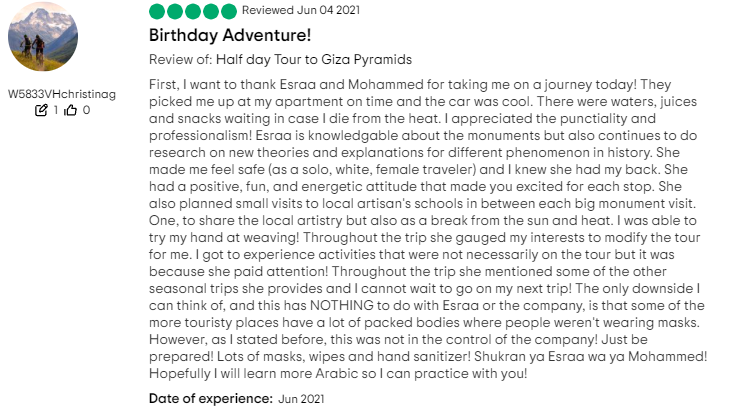 Reviewed Jun 04 2021
Birthday Adventure!
Review of: Half day Tour to Giza Pyramids
W5833VHchristinag
1 0
First, I want to thank Esraa and Mohammed for taking me on a journey today! They
picked me up at my apartment on time and the car was cool. There were waters, juices
and snacks waiting in case I die from the heat. I appreciated the punctiality and
professionalism! Esraa is knowledgable about the monuments but also continues to do
research on new theories and explanations for different phenomenon in history. She
made me feel safe (as a solo, white, female traveler) and I knew she had my back. She
had a positive, fun, and energetic attitude that made you excited for each stop. She
also planned small visits to local artisan's schools in between each big monument visit.
One, to share the local artistry but also as a break from the sun and heat. I was able to
try my hand at weaving! Throughout the trip she gauged my interests to modify the tour
for me. I got to experience activities that were not necessarily on the tour but it was
because she paid attention! Throughout the trip she mentioned some of the other
seasonal trips she provides and I cannot wait to go on my next trip! The only downside I
can think of, and this has NOTHING to do with Esraa or the company, is that some of the
more touristy places have a lot of packed bodies where people weren't wearing masks.
However, as I stated before, this was not in the control of the company! Just be
prepared! Lots of masks, wipes and hand sanitizer! Shukran ya Esraa wa ya Mohammed!
Hopefully I will learn more Arabic so I can practice with you!
Date of experience: Jun 2021